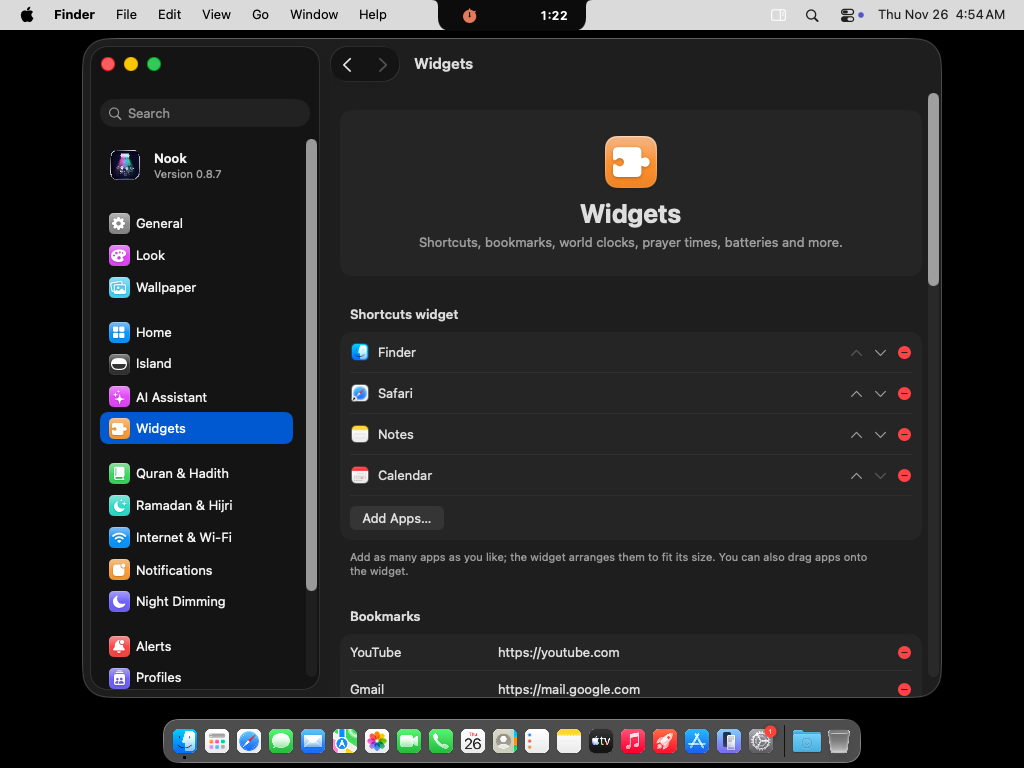 Finder File Edit View Go Window Help 1:22 Thu Nov 26 4:54 AM
Widgets
Search
Nook
Version 0.8.7
General
Look
Wallpaper
Home
Island
AI Assistant
Widgets
Quran & Hadith
Ramadan & Hijri
Internet & Wi-Fi
Notifications
Night Dimming
Alerts
Profiles
Widgets
Shortcuts, bookmarks, world clocks, prayer times, batteries and more.
Shortcuts widget
Finder
Safari
Notes
Calendar
Add Apps...
Add as many apps as you like; the widget arranges them to fit its size. You can also drag apps onto
the widget.
Bookmarks
YouTube https://youtube.com
Gmail https://mail.google.com
Thu
26
tv
1